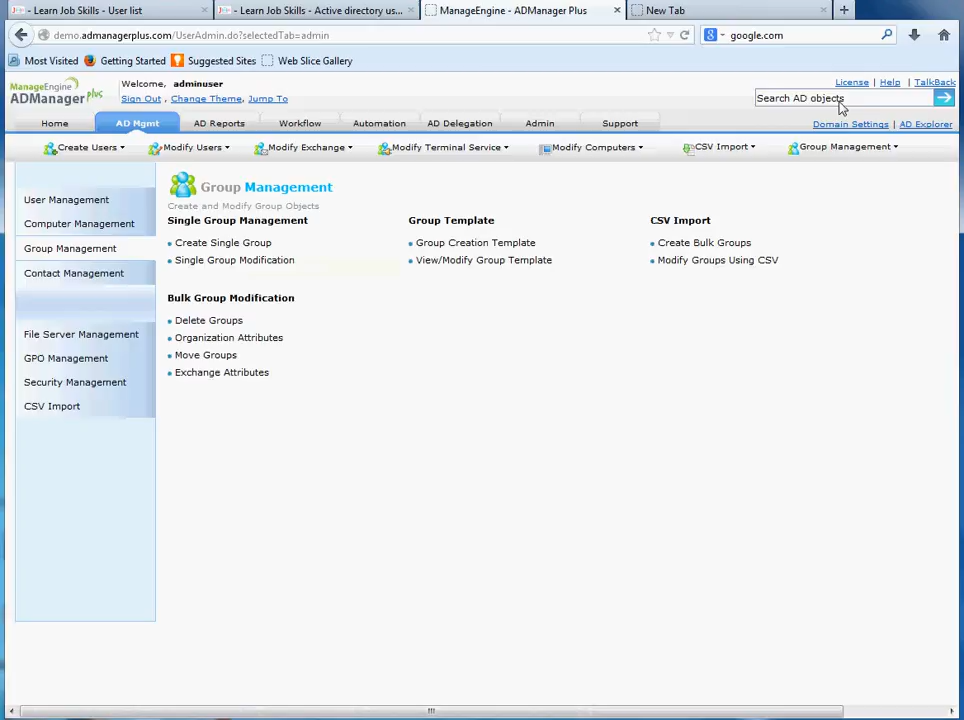 - Learn Job Skills - User list
- Learn Job Skills - Active directory us...
ManageEngine - ADManager Plus
New Tab
demo.admanagerplus.com/UserAdmin.do?selectedTab=admin
google.com
Most Visited
Getting Started
Suggested Sites
Web Slice Gallery
ManageEngine
ADManager plus
Welcome, adminuser
Sign Out , Change Theme, Jump To
License | Help | TalkBack
Search AD objects
Domain Settings | AD Explorer
Home
AD Mgmt
AD Reports
Workflow
Automation
AD Delegation
Admin
Support
Create Users
Modify Users
Modify Exchange
Modify Terminal Service
Modify Computers
CSV Import
Group Management
User Management
Computer Management
Group Management
Contact Management
File Server Management
GPO Management
Security Management
CSV Import
Group Management
Create and Modify Group Objects
Single Group Management
Create Single Group
Single Group Modification
Group Template
Group Creation Template
View/Modify Group Template
CSV Import
Create Bulk Groups
Modify Groups Using CSV
Bulk Group Modification
Delete Groups
Organization Attributes
Move Groups
Exchange Attributes